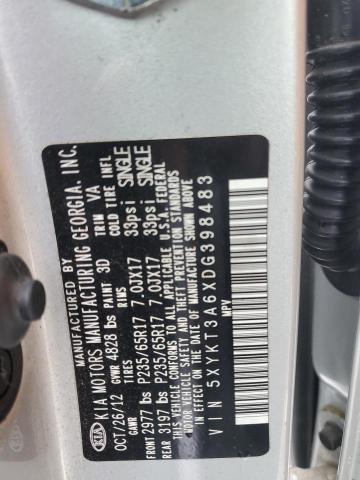 MANUFACTURED BY
KIA MOTORS MANUFACTURING GEORGIA, INC.
KIA
OCT/26/12 GVWR 4828 lbs PAINT 3D TRIM VA
GAWR TIRES RIMS COLD TIRE INFL
FRONT 2977 lbs P235/65R17 7.0JX17 33psi SINGLE
REAR 3197 lbs P235/65R17 7.0JX17 33psi SINGLE
THIS VEHICLE CONFORMS TO ALL APPLICABLE U.S.A. FEDERAL
MOTOR VEHICLE SAFETY AND THEFT PREVENTION
STANDARDS IN EFFECT ON THE DATE OF
MANUFACTURE SHOWN ABOVE.
VIN 5XYKT3A6XDG398483
MPV